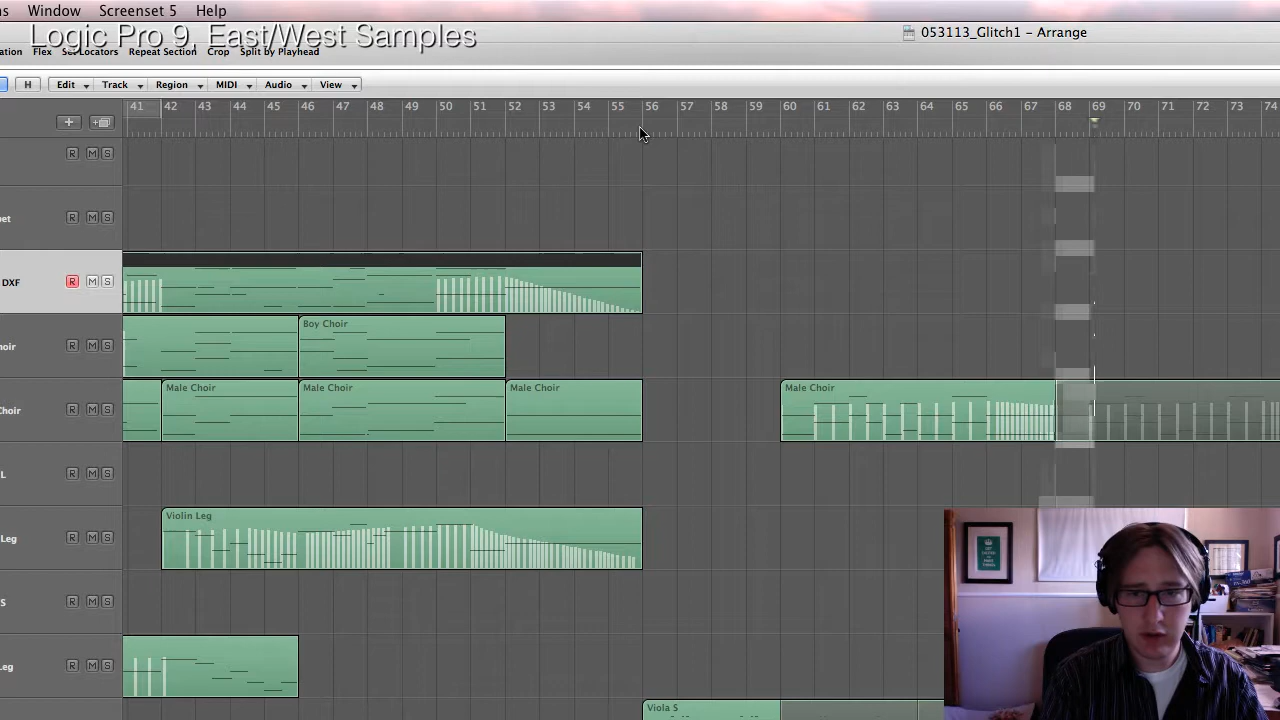 ns Window Screenset 5 Help
Logic Pro 9, East/West Samples
053113_Glitch1 - Arrange
ation Flex Set Locators Repeat Section Crop Split by Playhead
H Edit Track Region MIDI Audio View
41 42 43 44 45 46 47 48 49 50 51 52 53 54 55 56 57 58 59 60 61 62 63 64 65 66 67 68 69 70 71 72 73 74
R M S
pet R M S
DXF R M S
Boy Choir
hoir R M S
Male Choir Male Choir Male Choir Male Choir
Choir R M S
L R M S
Violin Leg
Leg R M S
S R M S
Leg R M S
Viola S